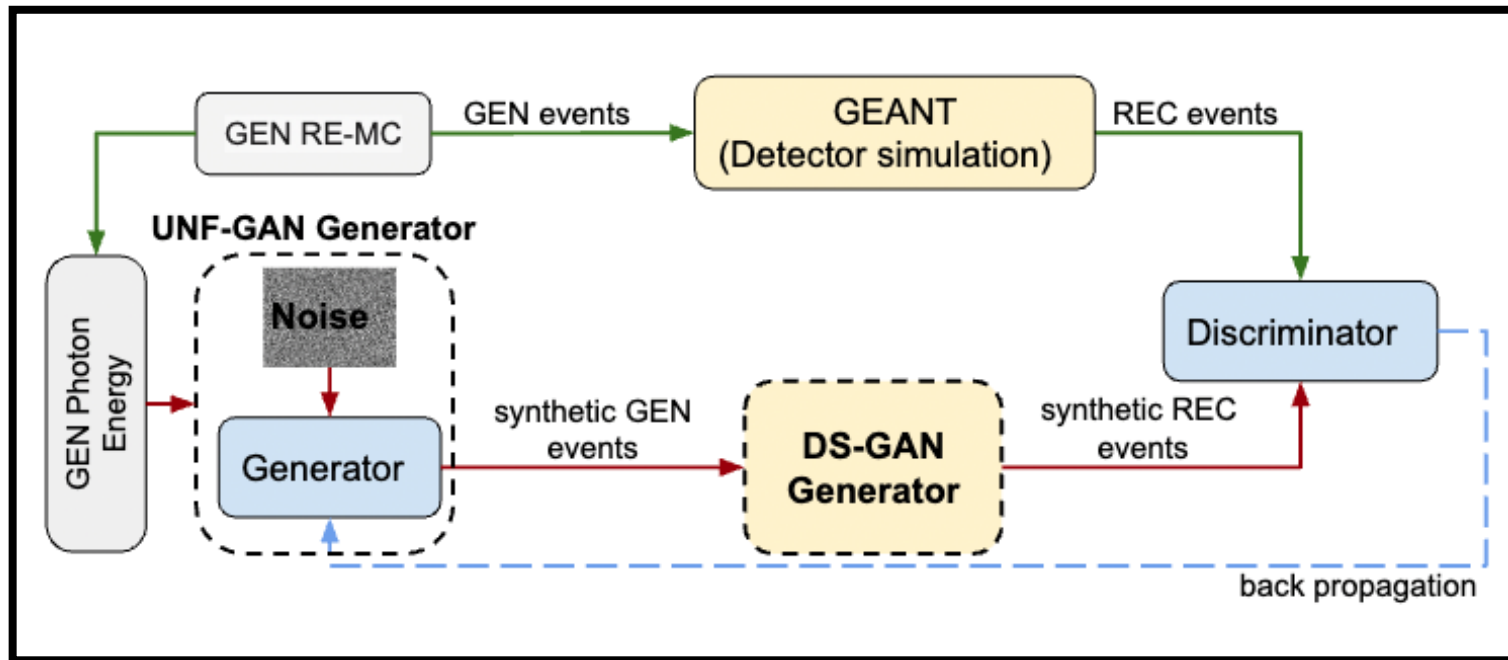 GEN RE-MC
GEN events
GEANT
(Detector simulation)
REC events
UNF-GAN Generator
Noise
GEN Photon
Energy
Generator
synthetic GEN
events
DS-GAN
Generator
synthetic REC
events
Discriminator
back propagation